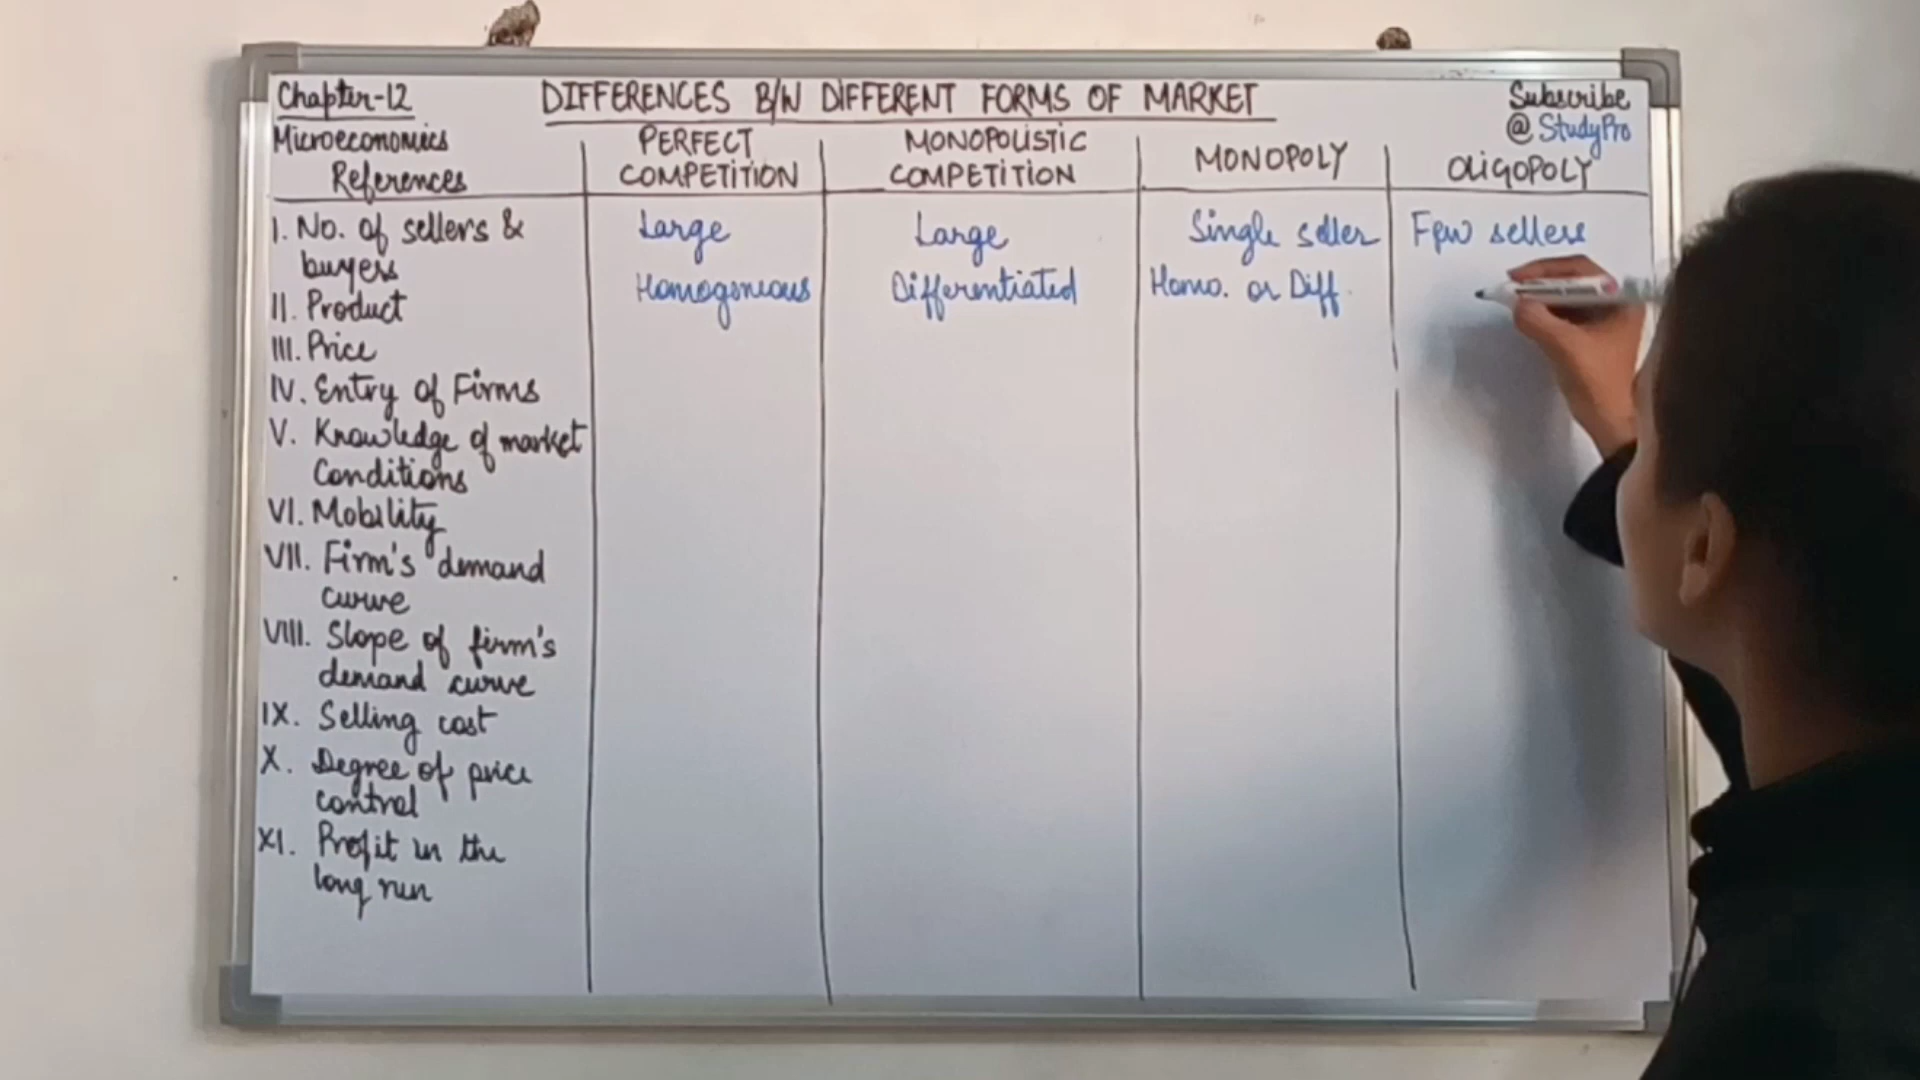 Chapter-12 DIFFERENCES B/W DIFFERENT FORMS OF MARKET Subscribe
Microeconomics @StudyPro
References PERFECT COMPETITION MONOPOLISTIC COMPETITION MONOPOLY OLIGOPOLY
I. No. of sellers & Large Large Single seller Few sellers
buyers
II. Product Homogeneous Differentiated Homo. or Diff.
III. Price
IV. Entry of Firms
V. Knowledge of market
Conditions
VI. Mobility
VII. Firm's demand
curve
VIII. Slope of firm's
demand curve
IX. Selling cost
X. Degree of price
control
XI. Profit in the
long run